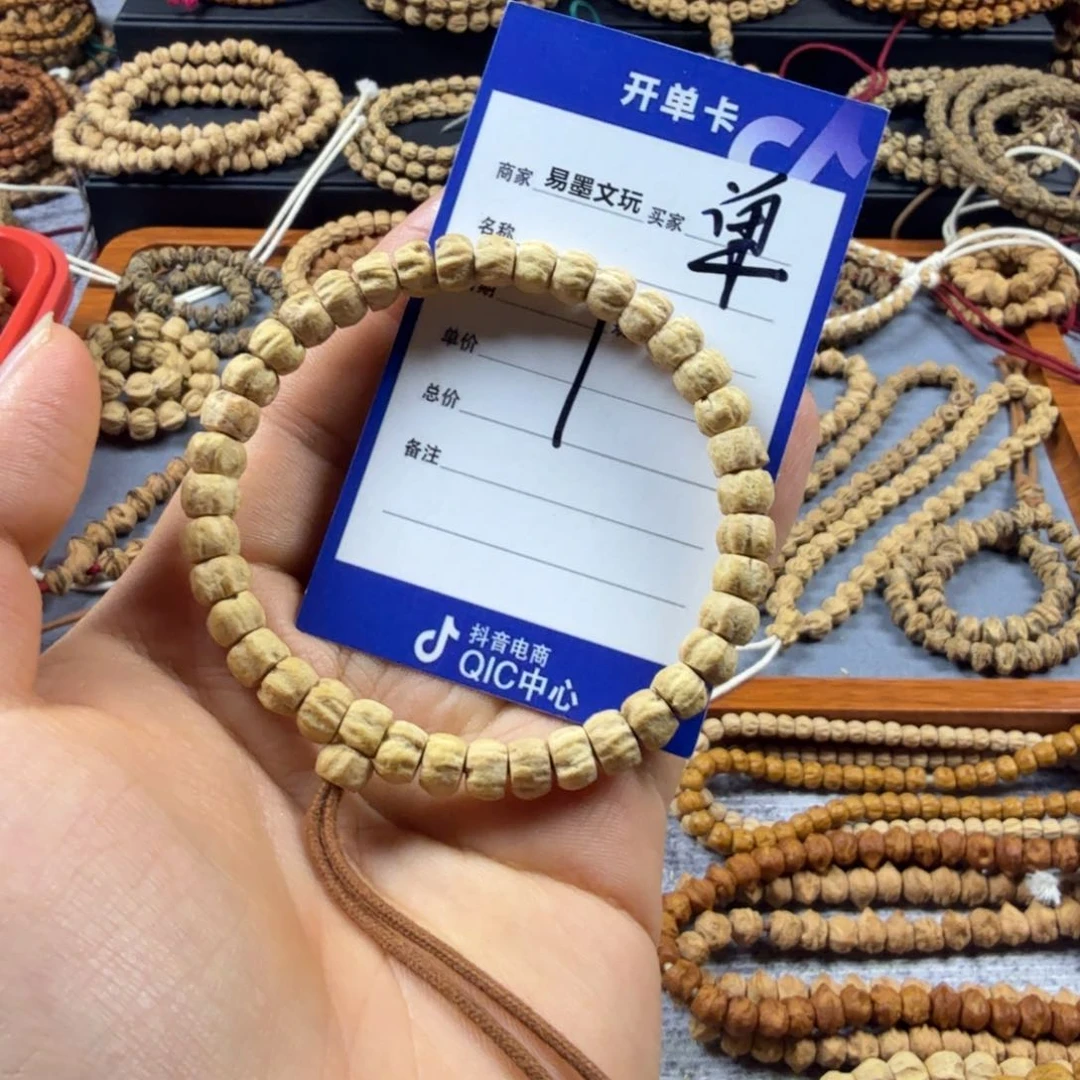 开单卡
商家 易墨文玩 买家 单
名称
单价
总价
备注
抖音电商
QIC中心